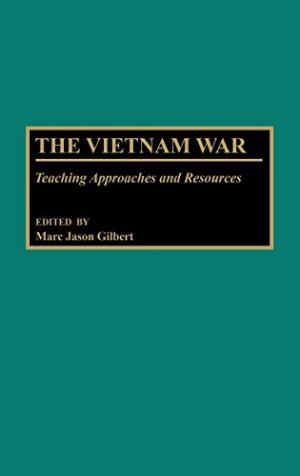 THE VIETNAM WAR
Teaching Approaches and Resources
EDITED BY
Marc Jason Gilbert